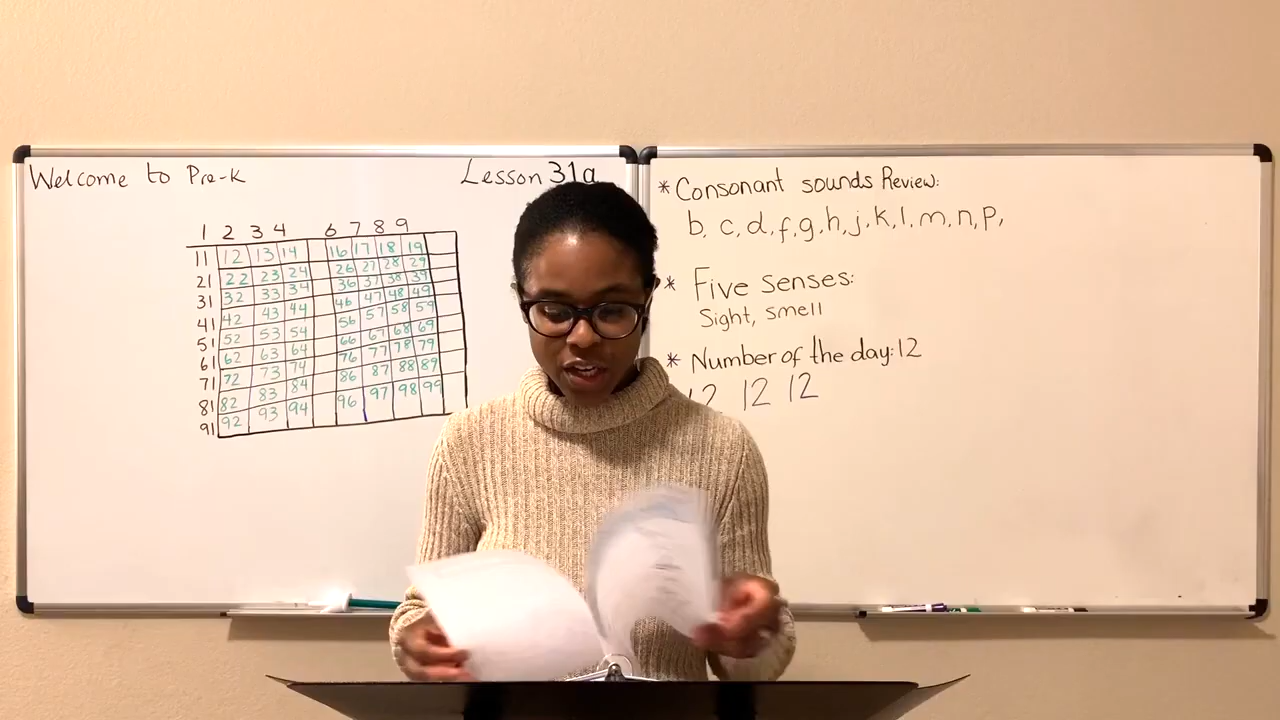 Welcome to Pre-K
Lesson 31a
1 2 3 4 6 7 8 9
11 12 13 14 16 17 18 19
21 22 23 24 26 27 28 29
31 32 33 34 36 37 38 39
41 42 43 44 46 47 48 49
51 52 53 54 56 57 58 59
61 62 63 64 66 67 68 69
71 72 73 74 76 77 78 79
81 82 83 84 86 87 88 89
91 92 93 94 96 97 98 99
* Consonant sounds Review:
b, c, d, f, g, h, j, k, l, m, n, p,
* Five senses:
Sight, smell
* Number of the day: 12
12 12 12